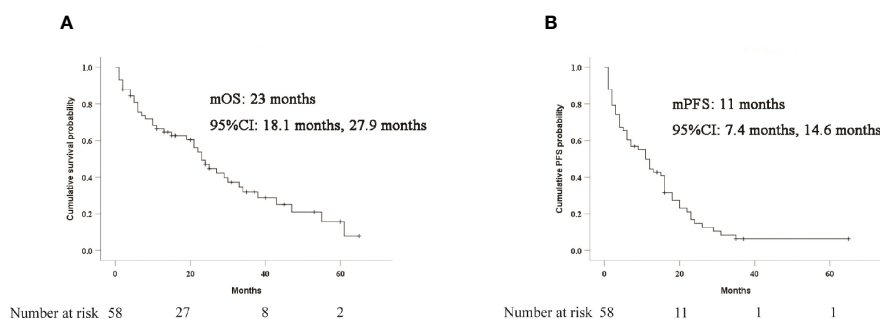 A
1.0
0.8
0.6
0.4
0.2
0.0
Cumulative survival probability
mOS: 23 months
95%CI: 18.1 months, 27.9 months
0 20 40 60
Months
Number at risk 58 27 8 2
B
1.0
0.8
0.6
0.4
0.2
0.0
Cumulative PFS probability
mPFS: 11 months
95%CI: 7.4 months, 14.6 months
0 20 40 60
Months
Number at risk 58 11 1 1